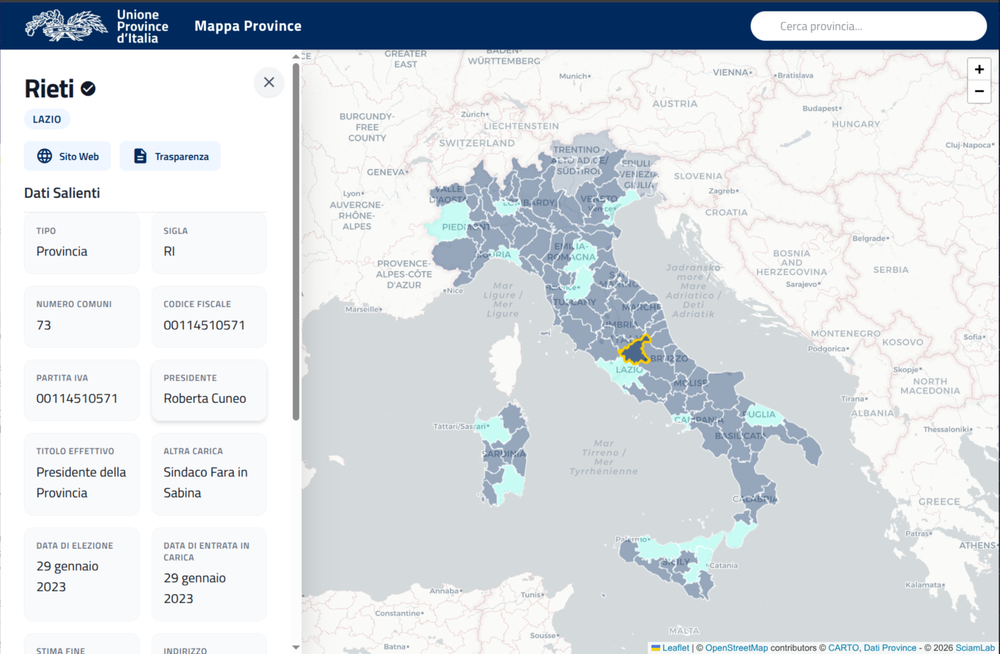 Unione
Province
d'Italia
Mappa Province
Cerca provincia...
Rieti
LAZIO
Sito Web
Trasparenza
Dati Salienti
TIPO
Provincia
SIGLA
RI
NUMERO COMUNI
73
CODICE FISCALE
00114510571
PARTITA IVA
00114510571
PRESIDENTE
Roberta Cuneo
TITOLO EFFETTIVO
Presidente della
Provincia
ALTRA CARICA
Sindaco Fara in
Sabina
DATA DI ELEZIONE
29 gennaio
2023
DATA DI ENTRATA IN
CARICA
29 gennaio
2023
STIMA FINE
INDIRIZZO
CE
GREATER
EAST
BADEN-
WÜRTTEMBERG
Munich
VIENNA
Bratislava
+
−
AUSTRIA
Budapest
HUNGARY
BURGUNDY-
FREE
COUNTY
Zurich
LIECHTENSTEIN
SWITZERLAND
Cluj-Napoca
TRENTINO -
ALTO ADIGE/
SÜDTIROL
FRIULI-
VENEZIA
GIULIA
GENEVA
SLOVENIA
Zagreb
Lyon
AUVERGNE-
RHÔNE-
ALPES
VALLE
D'AOSTA
LOMBARDY
VENETO
Venice
CROATIA
PIEDMONT
Belgrade
EMILIA-
ROMAGNA
LIGURIA
BOSNIA
AND
HERZEGOVINA
SERBIA
Sarajevo
PROVENCE-
ALPES-CÔTE
D'AZUR
Nice
Marseille
Mar
Ligure /
Mer
Ligure
Florence
TUSCANY
SAN
MARINO
Jadransko
more /
Mare
Adriatico /
Deti
Adriatik
MARCHE
UMBRIA
ITALY
MONTENEGRO
KOSOVO
Sofia
Podgorica
BRUZZO
LAZIO
Skopje
NORTH
MACEDONIA
MOLISE
Tirana
ALBANIA
CAMPANIA
PUGLIA
Tàttari/Sassari
Thessaloniki
BASILICATA
SARDINIA
Mar
Tirreno /
Mer
Tyrrhénienne
CALABRIA
GREECE
Palermo
Patras
ATHENS
SICILY
Catania
Kalamata
Annaba
Tunis
Constantine
MALTA
Sousse
Batna
Leaflet | © OpenStreetMap contributors © CARTO, Dati Province - © 2026 SciamLab